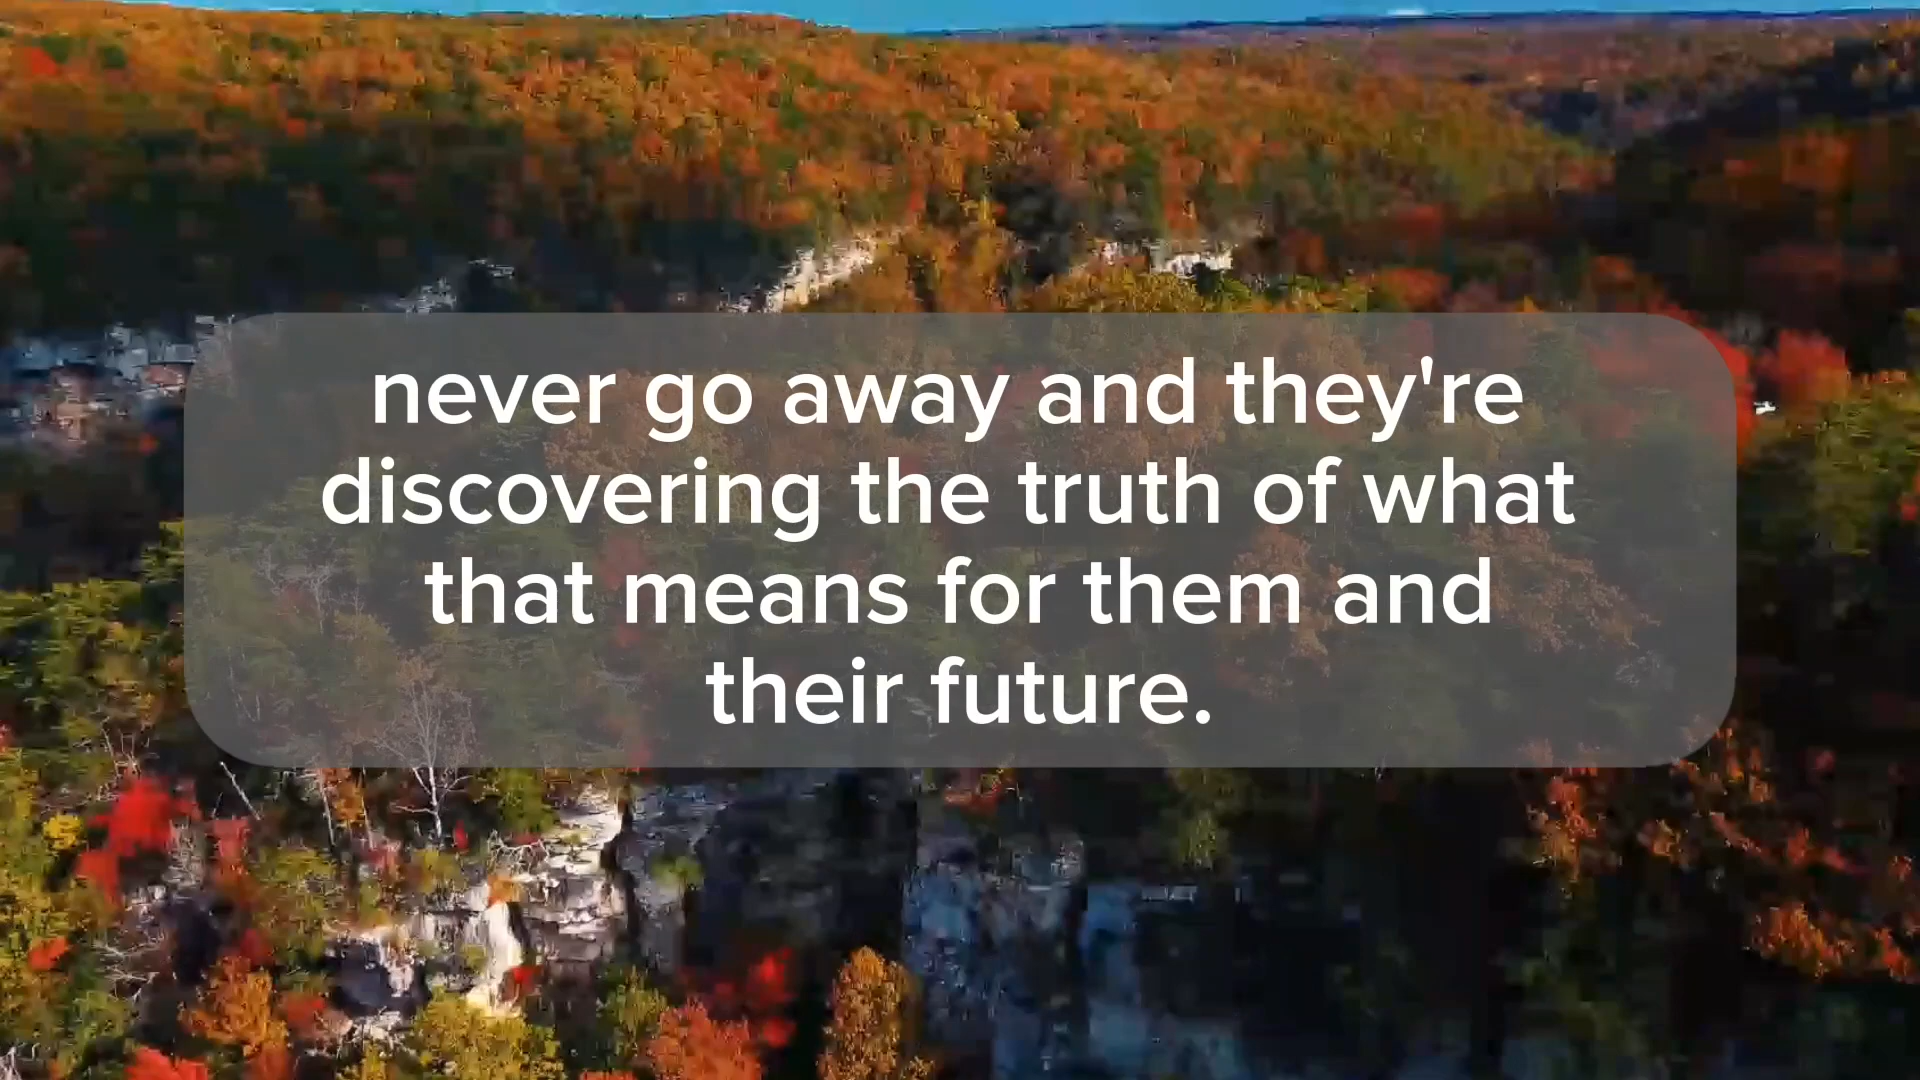 never go away and they're
discovering the truth of what
that means for them and
their future.